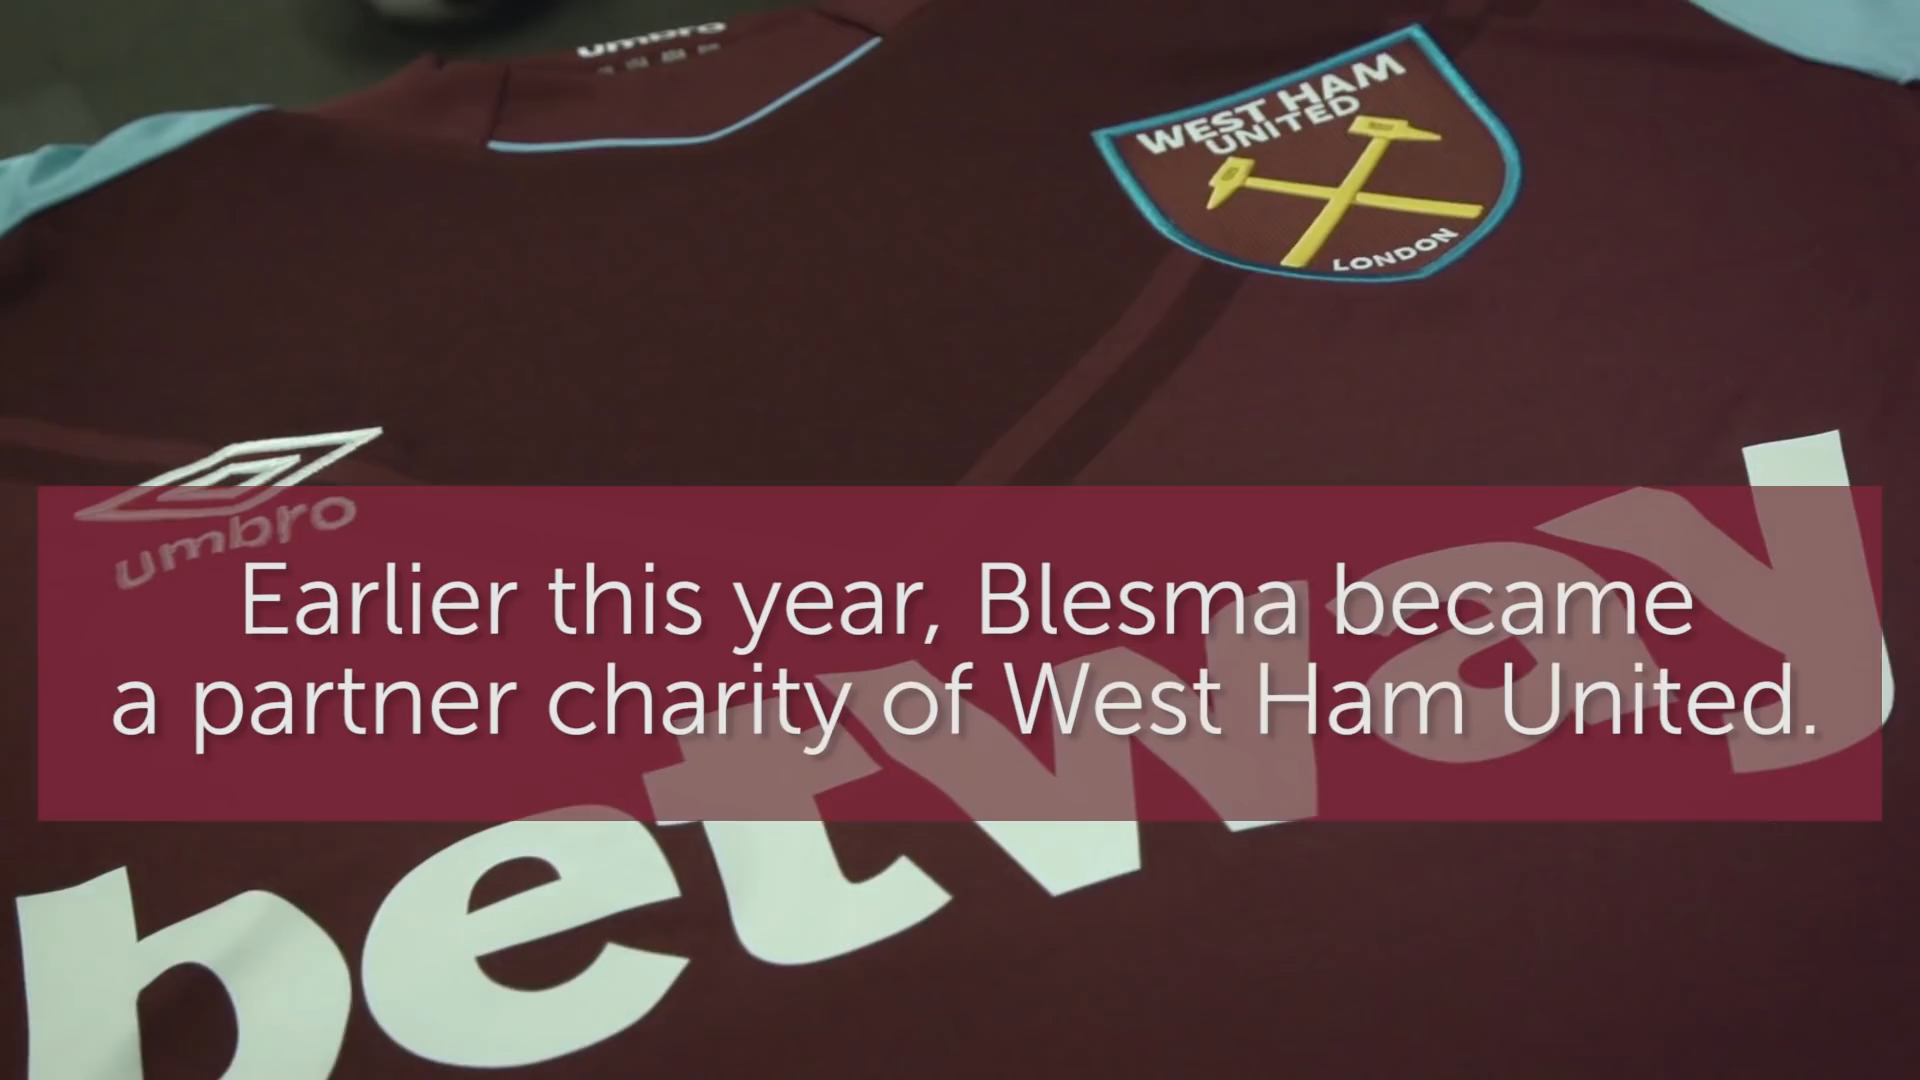 umbro
WEST HAM
UNITED
LONDON
umbro
Earlier this year, Blesma became
a partner charity of West Ham United.
betway